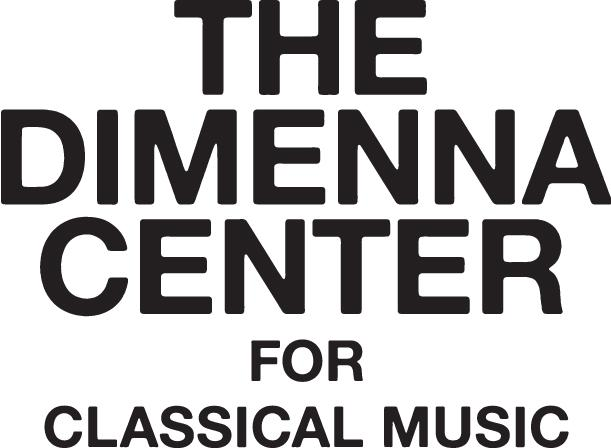 THE
DIMENNA
CENTER
FOR
CLASSICAL MUSIC